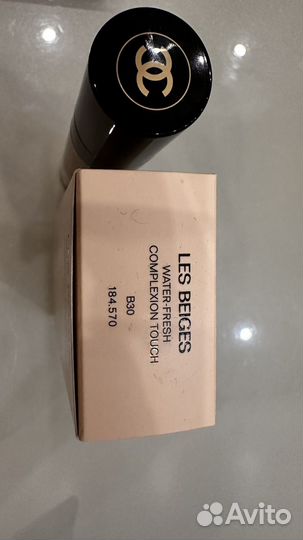 LES BEIGES
WATER-FRESH
COMPLEXION TOUCH
B30
184.570
Avito